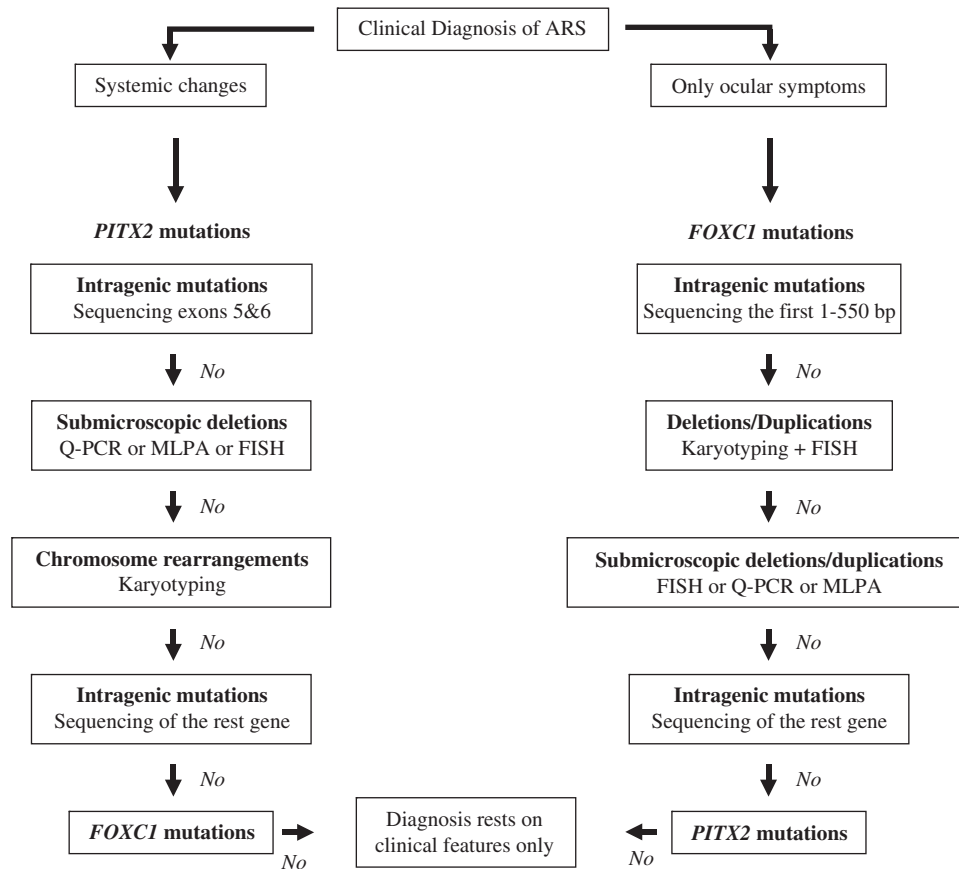 Clinical Diagnosis of ARS
Systemic changes
PITX2 mutations
Intragenic mutations
Sequencing exons 5&6
No
Submicroscopic deletions
Q-PCR or MLPA or FISH
No
Chromosome rearrangements
Karyotyping
No
Intragenic mutations
Sequencing of the rest gene
No
FOXC1 mutations
No
Only ocular symptoms
FOXC1 mutations
Intragenic mutations
Sequencing the first 1-550 bp
No
Deletions/Duplications
Karyotyping + FISH
No
Submicroscopic deletions/duplications
FISH or Q-PCR or MLPA
No
Intragenic mutations
Sequencing of the rest gene
No
PITX2 mutations
No
Diagnosis rests on
clinical features only